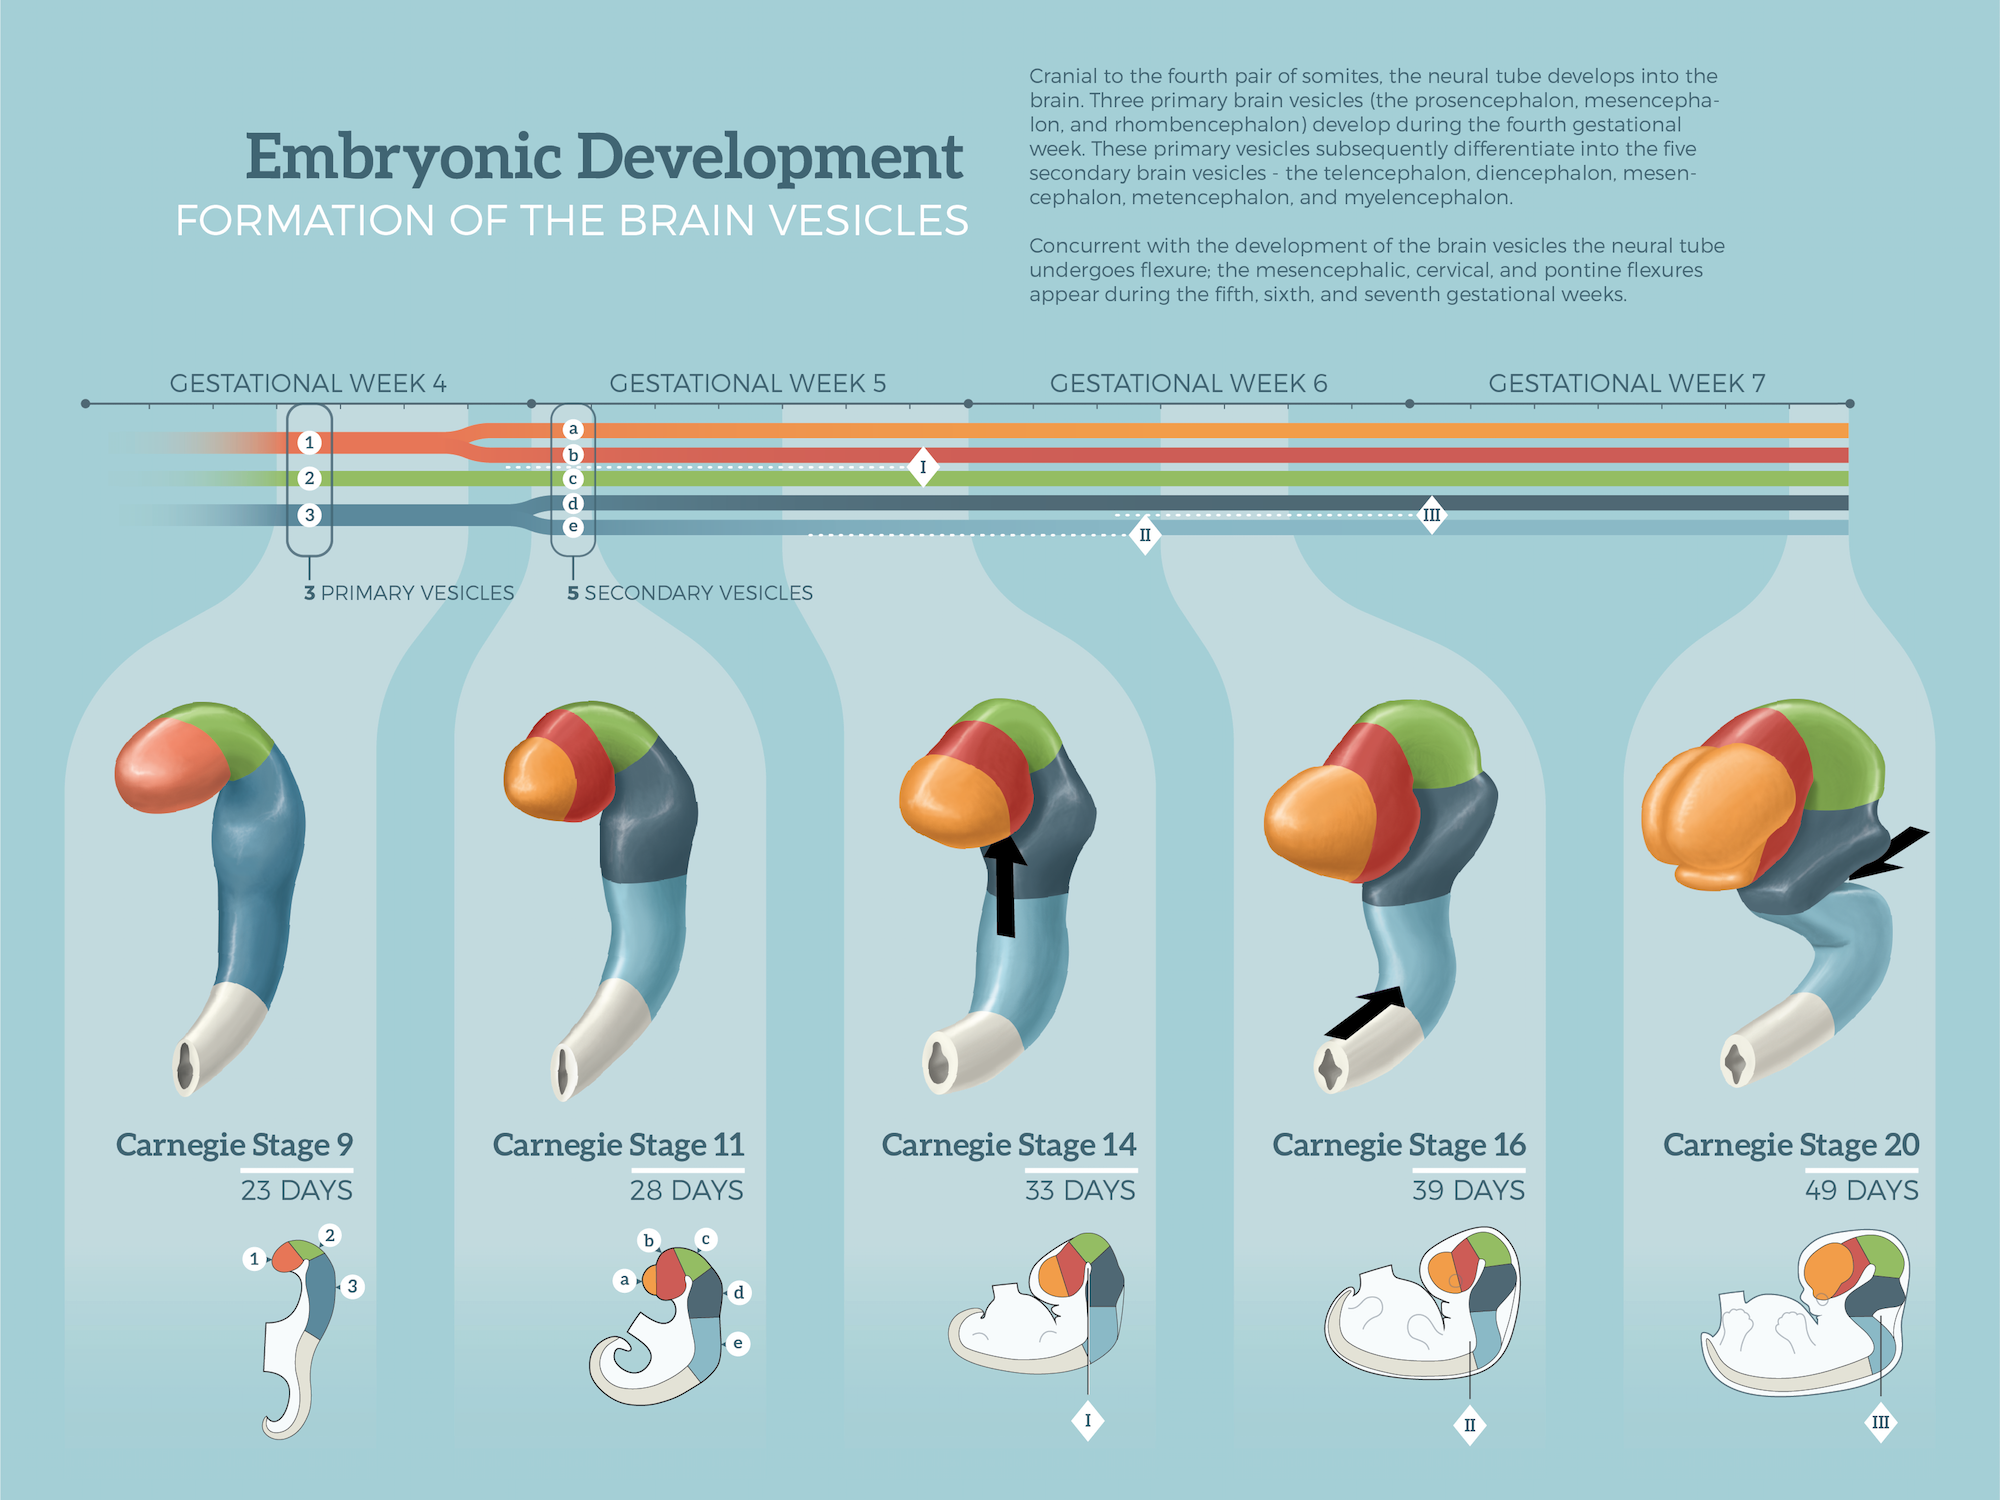 Embryonic Development
FORMATION OF THE BRAIN VESICLES
Cranial to the fourth pair of somites, the neural tube develops into the
brain. Three primary brain vesicles (the prosencephalon, mesencepha-
lon, and rhombencephalon) develop during the fourth gestational
week. These primary vesicles subsequently differentiate into the five
secondary brain vesicles - the telencephalon, diencephalon, mesen-
cephalon, metencephalon, and myelencephalon.
Concurrent with the development of the brain vesicles the neural tube
undergoes flexure; the mesencephalic, cervical, and pontine flexures
appear during the fifth, sixth, and seventh gestational weeks.
GESTATIONAL WEEK 4
GESTATIONAL WEEK 5
GESTATIONAL WEEK 6
GESTATIONAL WEEK 7
1
2
3
a
b
c
d
e
I
II
III
3 PRIMARY VESICLES
5 SECONDARY VESICLES
Carnegie Stage 9
23 DAYS
Carnegie Stage 11
28 DAYS
Carnegie Stage 14
33 DAYS
Carnegie Stage 16
39 DAYS
Carnegie Stage 20
49 DAYS
1
2
3
a
b
c
d
e
I
II
III